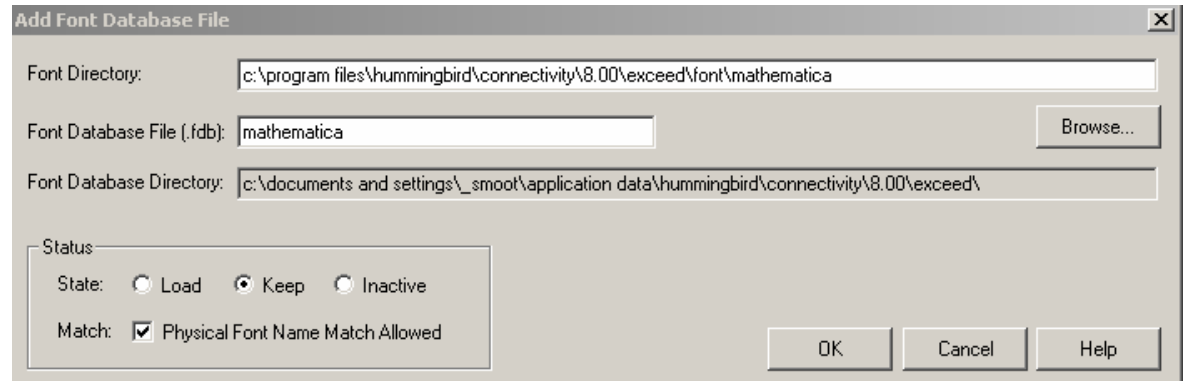 Add Font Database File
Font Directory: c:\program files\hummingbird\connectivity\8.00\exceed\font\mathematica
Font Database File (.fdb): mathematica Browse...
Font Database Directory: c:\documents and settings\_smoot\application data\hummingbird\connectivity\8.00\exceed\
Status
State: Load Keep Inactive
Match: Physical Font Name Match Allowed
OK Cancel Help